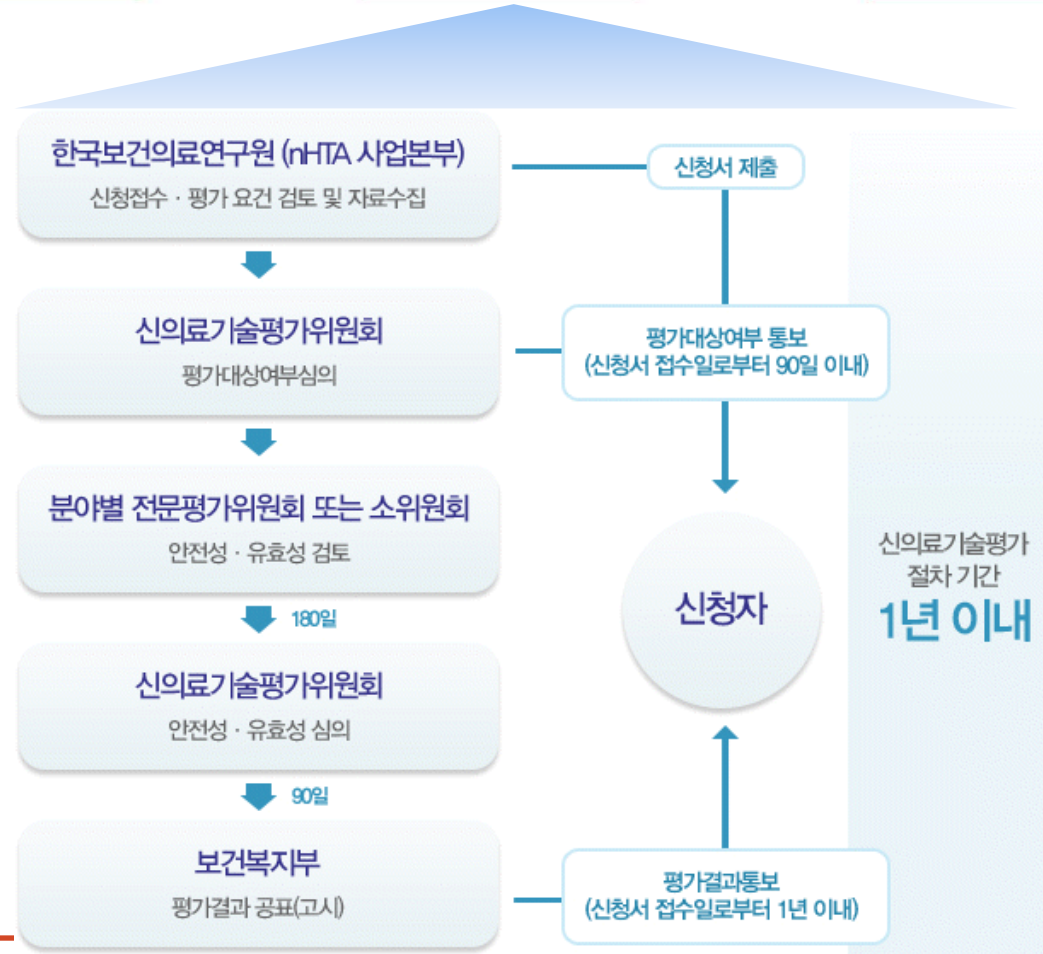 한국보건의료연구원 (nHTA 사업본부)
신청접수 · 평가 요건 검토 및 자료수집
신청서 제출
신의료기술평가위원회
평가대상여부심의
평가대상여부 통보
(신청서 접수일로부터 90일 이내)
분야별 전문평가위원회 또는 소위원회
안전성 · 유효성 검토
180일
신청자
신의료기술평가
절차 기간
1년 이내
신의료기술평가위원회
안전성 · 유효성 심의
90일
보건복지부
평가결과 공표(고시)
평가결과통보
(신청서 접수일로부터 1년 이내)